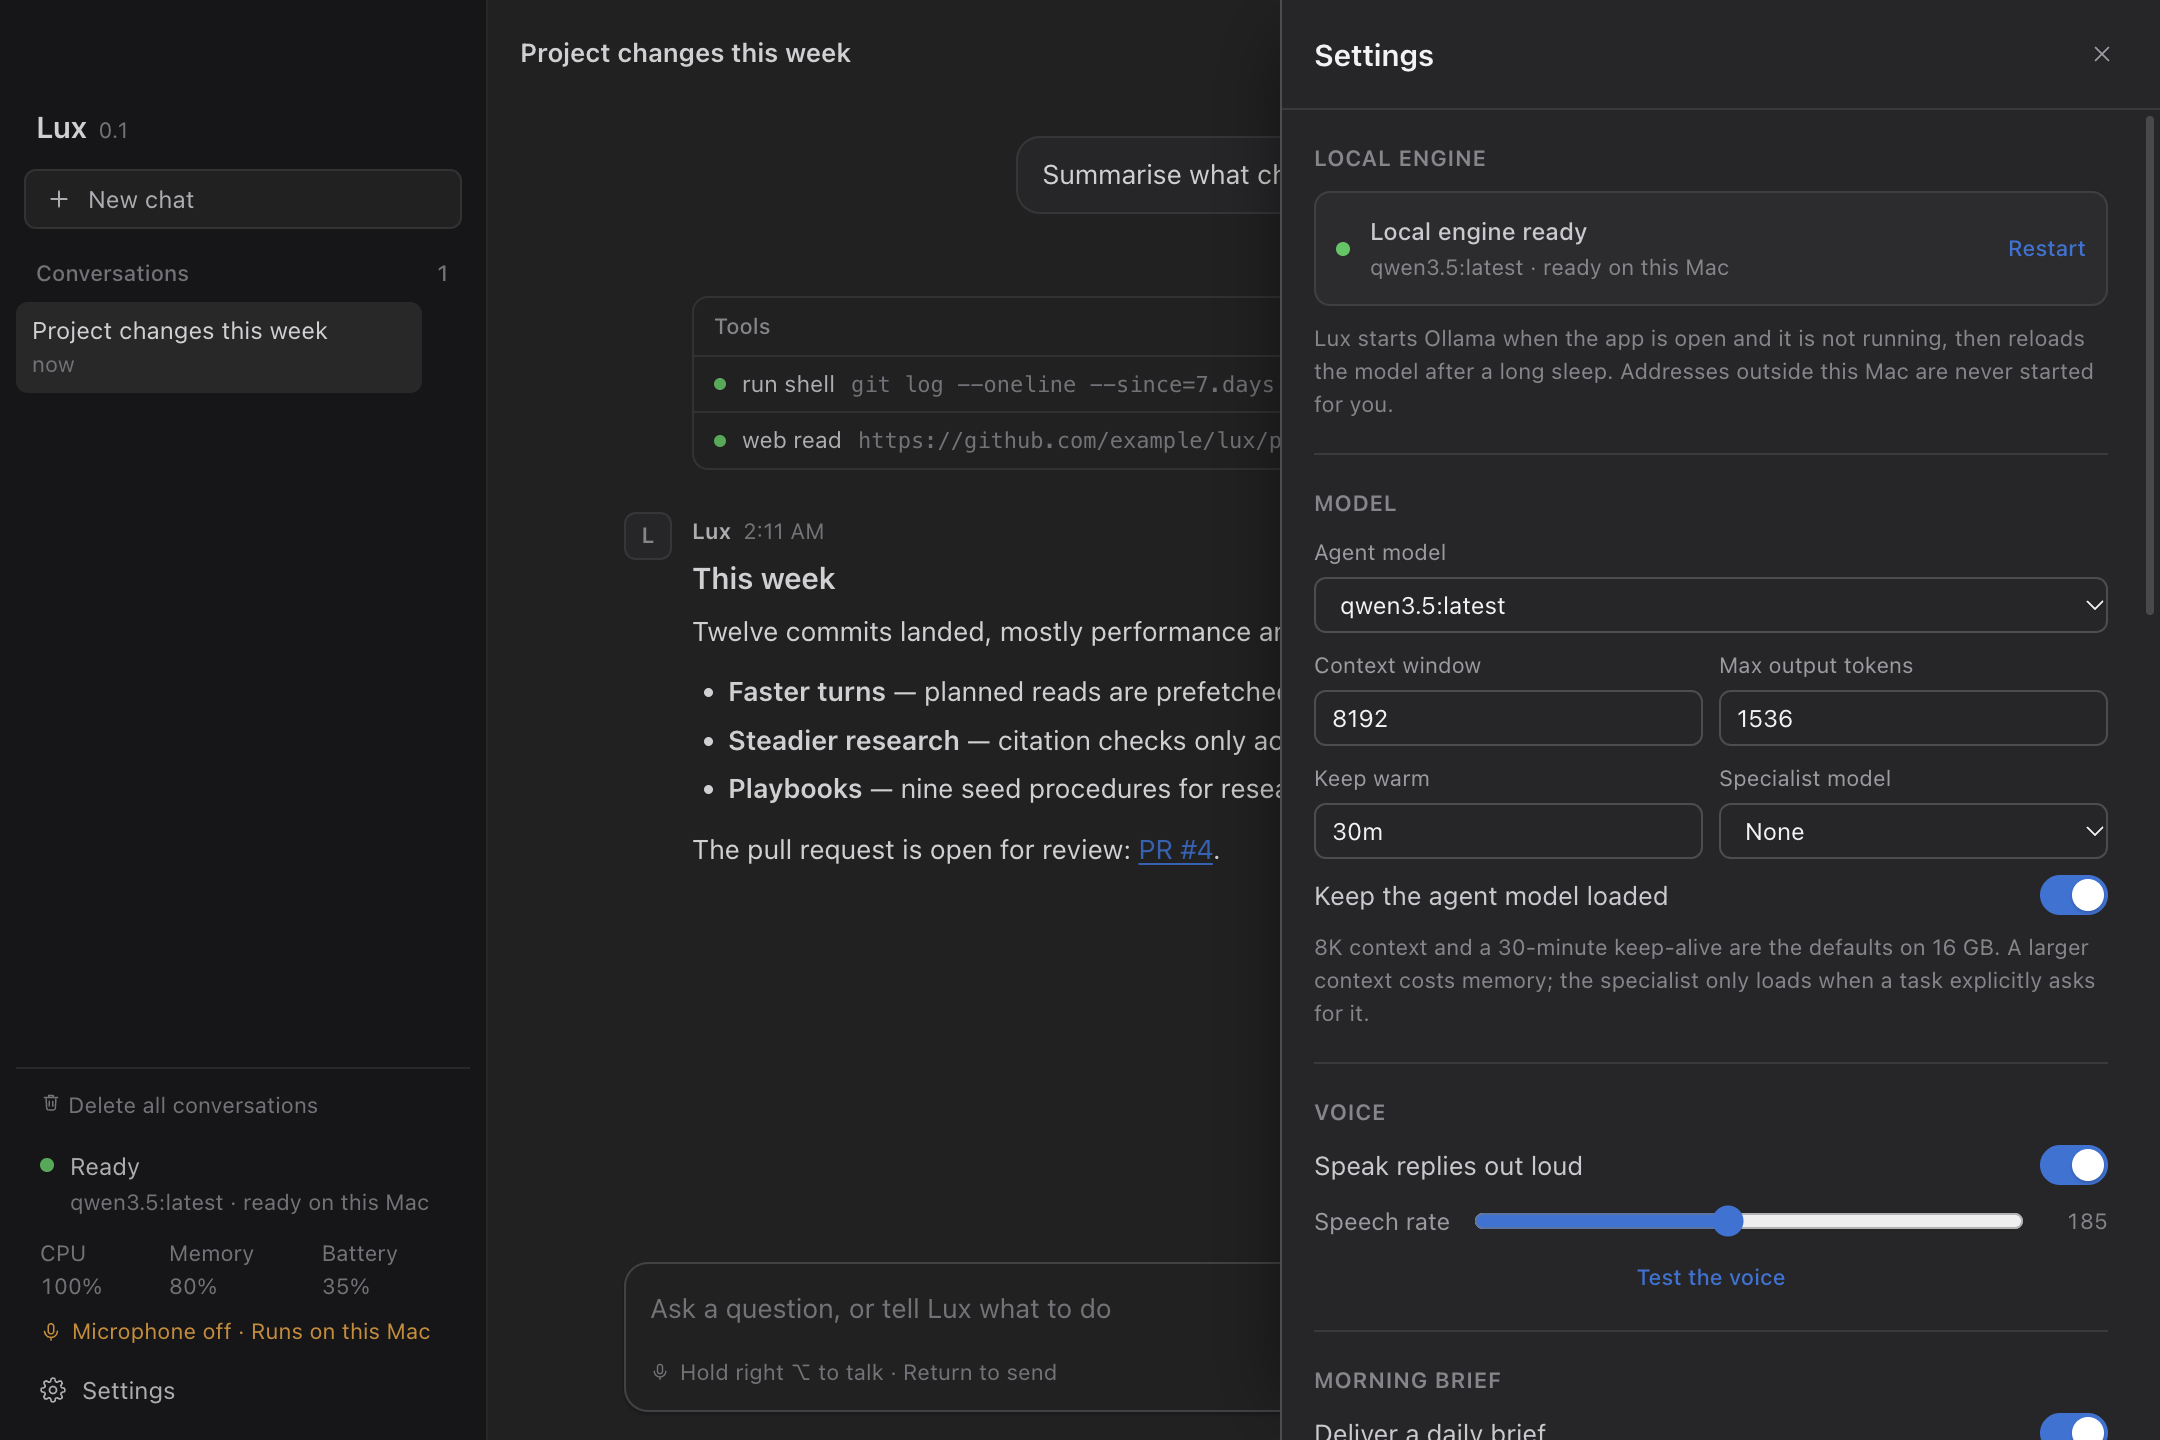 Lux 0.1
New chat
Conversations 1
Project changes this week
now
Delete all conversations
Ready
qwen3.5:latest · ready on this Mac
CPU Memory Battery
100% 80% 35%
Microphone off · Runs on this Mac
Settings
Project changes this week
Summarise what
Tools
run shell git log --oneline --since=7.days
web read https://github.com/example/lux/p
L
Lux 2:11 AM
This week
Twelve commits landed, mostly performance
• Faster turns — planned reads are
• Steadier research — citation checks only
• Playbooks — nine seed procedures for
The pull request is open for review: PR #4.
Ask a question, or tell Lux what to do
Hold right ⌥ to talk · Return to send
Settings
LOCAL ENGINE
Local engine ready
qwen3.5:latest · ready on this Mac
Restart
Lux starts Ollama when the app is open and it is not running, then reloads
the model after a long sleep. Addresses outside this Mac are never started
for you.
MODEL
Agent model
qwen3.5:latest
Context window Max output tokens
8192 1536
Keep warm Specialist model
30m None
Keep the agent model loaded
8K context and a 30-minute keep-alive are the defaults on 16 GB. A larger
context costs memory; the specialist only loads when a task explicitly asks
for it.
VOICE
Speak replies out loud
Speech rate 185
Test the voice
MORNING BRIEF
Deliver a daily brief